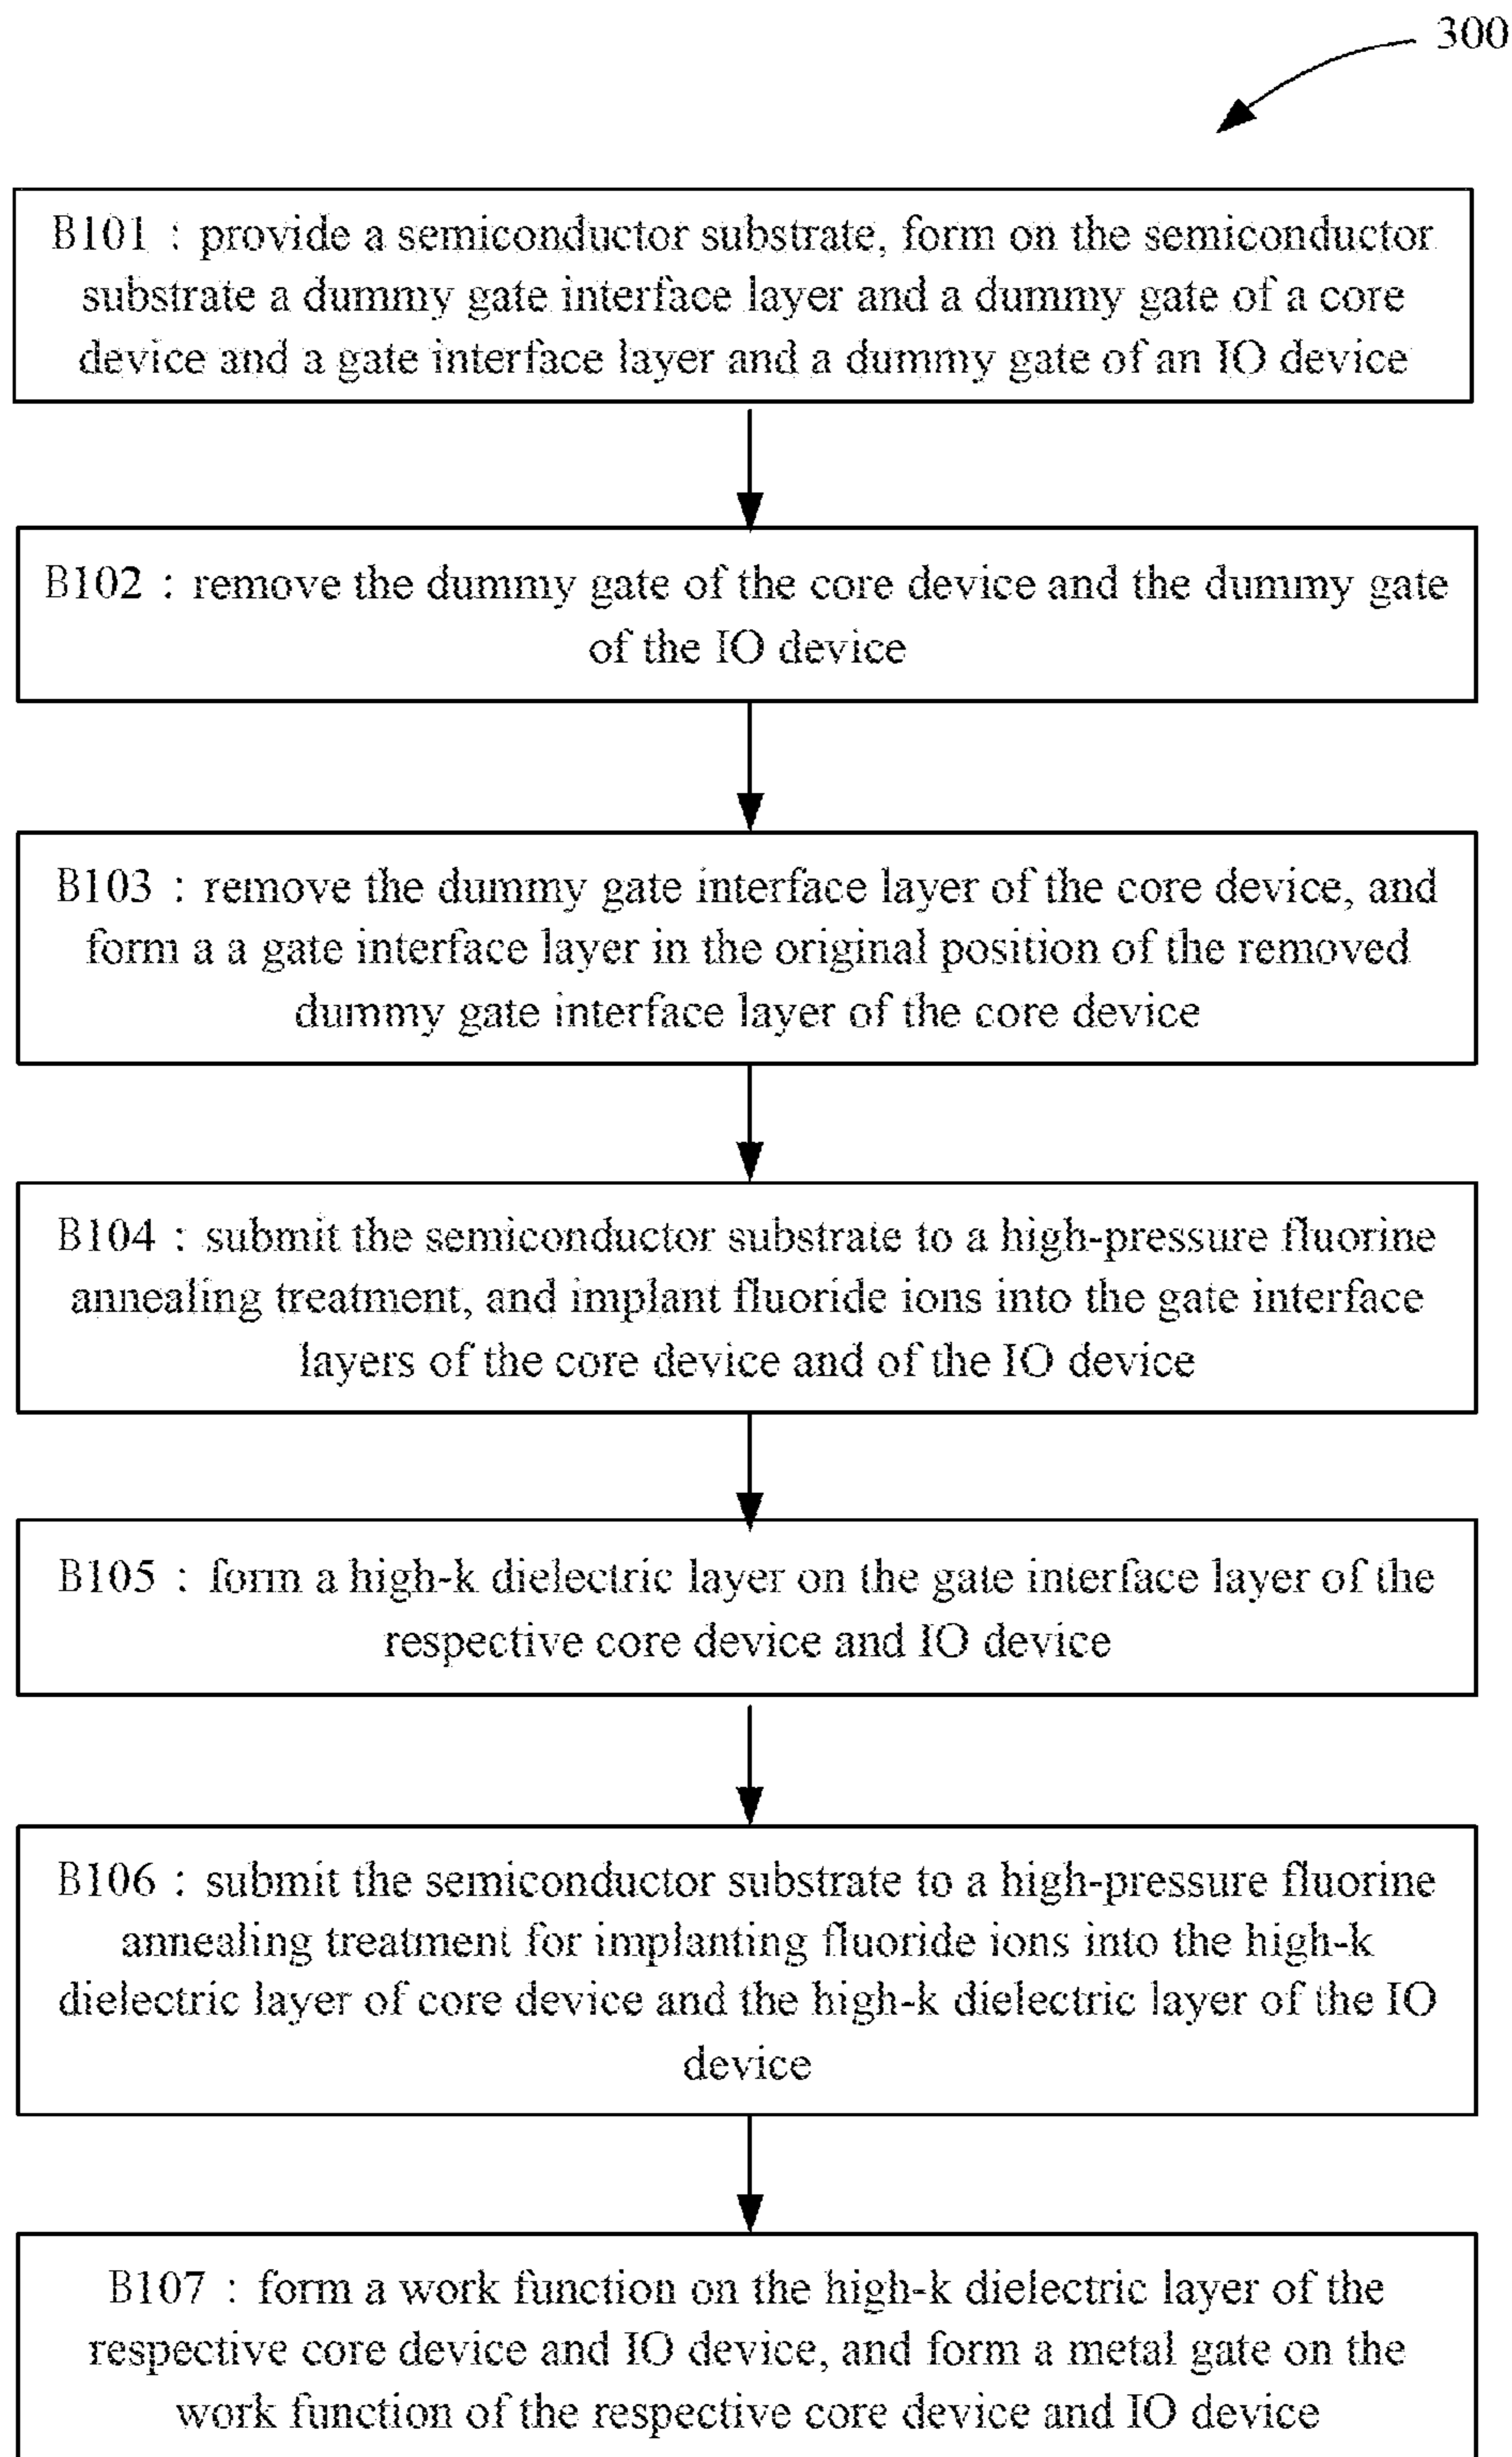 300
B101 : provide a semiconductor substrate, form on the semiconductor
substrate a dummy gate interface layer and a dummy gate of a core
device and a gate interface layer and a dummy gate of an IO device
B102 : remove the dummy gate of the core device and the dummy gate
of the IO device
B103 : remove the dummy gate interface layer of the core device, and
form a a gate interface layer in the original position of the removed
dummy gate interface layer of the core device
B104 : submit the semiconductor substrate to a high-pressure fluorine
annealing treatment, and implant fluoride ions into the gate interface
layers of the core device and of the IO device
B105 : form a high-k dielectric layer on the gate interface layer of the
respective core device and IO device
B106 : submit the semiconductor substrate to a high-pressure fluorine
annealing treatment for implanting fluoride ions into the high-k
dielectric layer of core device and the high-k dielectric layer of the IO
device
B107 : form a work function on the high-k dielectric layer of the
respective core device and IO device, and form a metal gate on the
work function of the respective core device and IO device